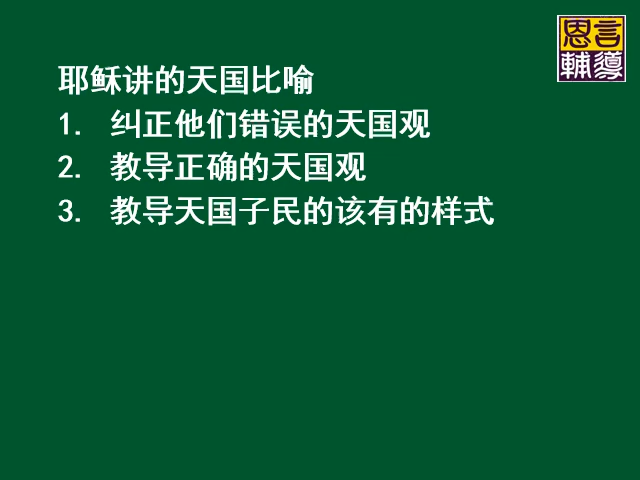 恩言
輔導
耶稣讲的天国比喻
1. 纠正他们错误的天国观
2. 教导正确的天国观
3. 教导天国子民的该有的样式